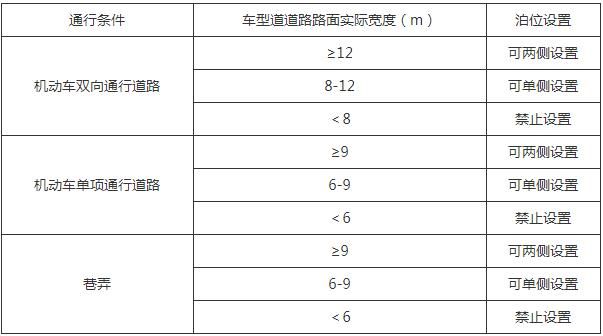 通行条件 车型道道路路面实际宽度（m） 泊位设置
机动车双向通行道路 ≥12 可两侧设置
8-12 可单侧设置
＜8 禁止设置
机动车单项通行道路 ≥9 可两侧设置
6-9 可单侧设置
＜6 禁止设置
巷弄 ≥9 可两侧设置
6-9 可单侧设置
＜6 禁止设置